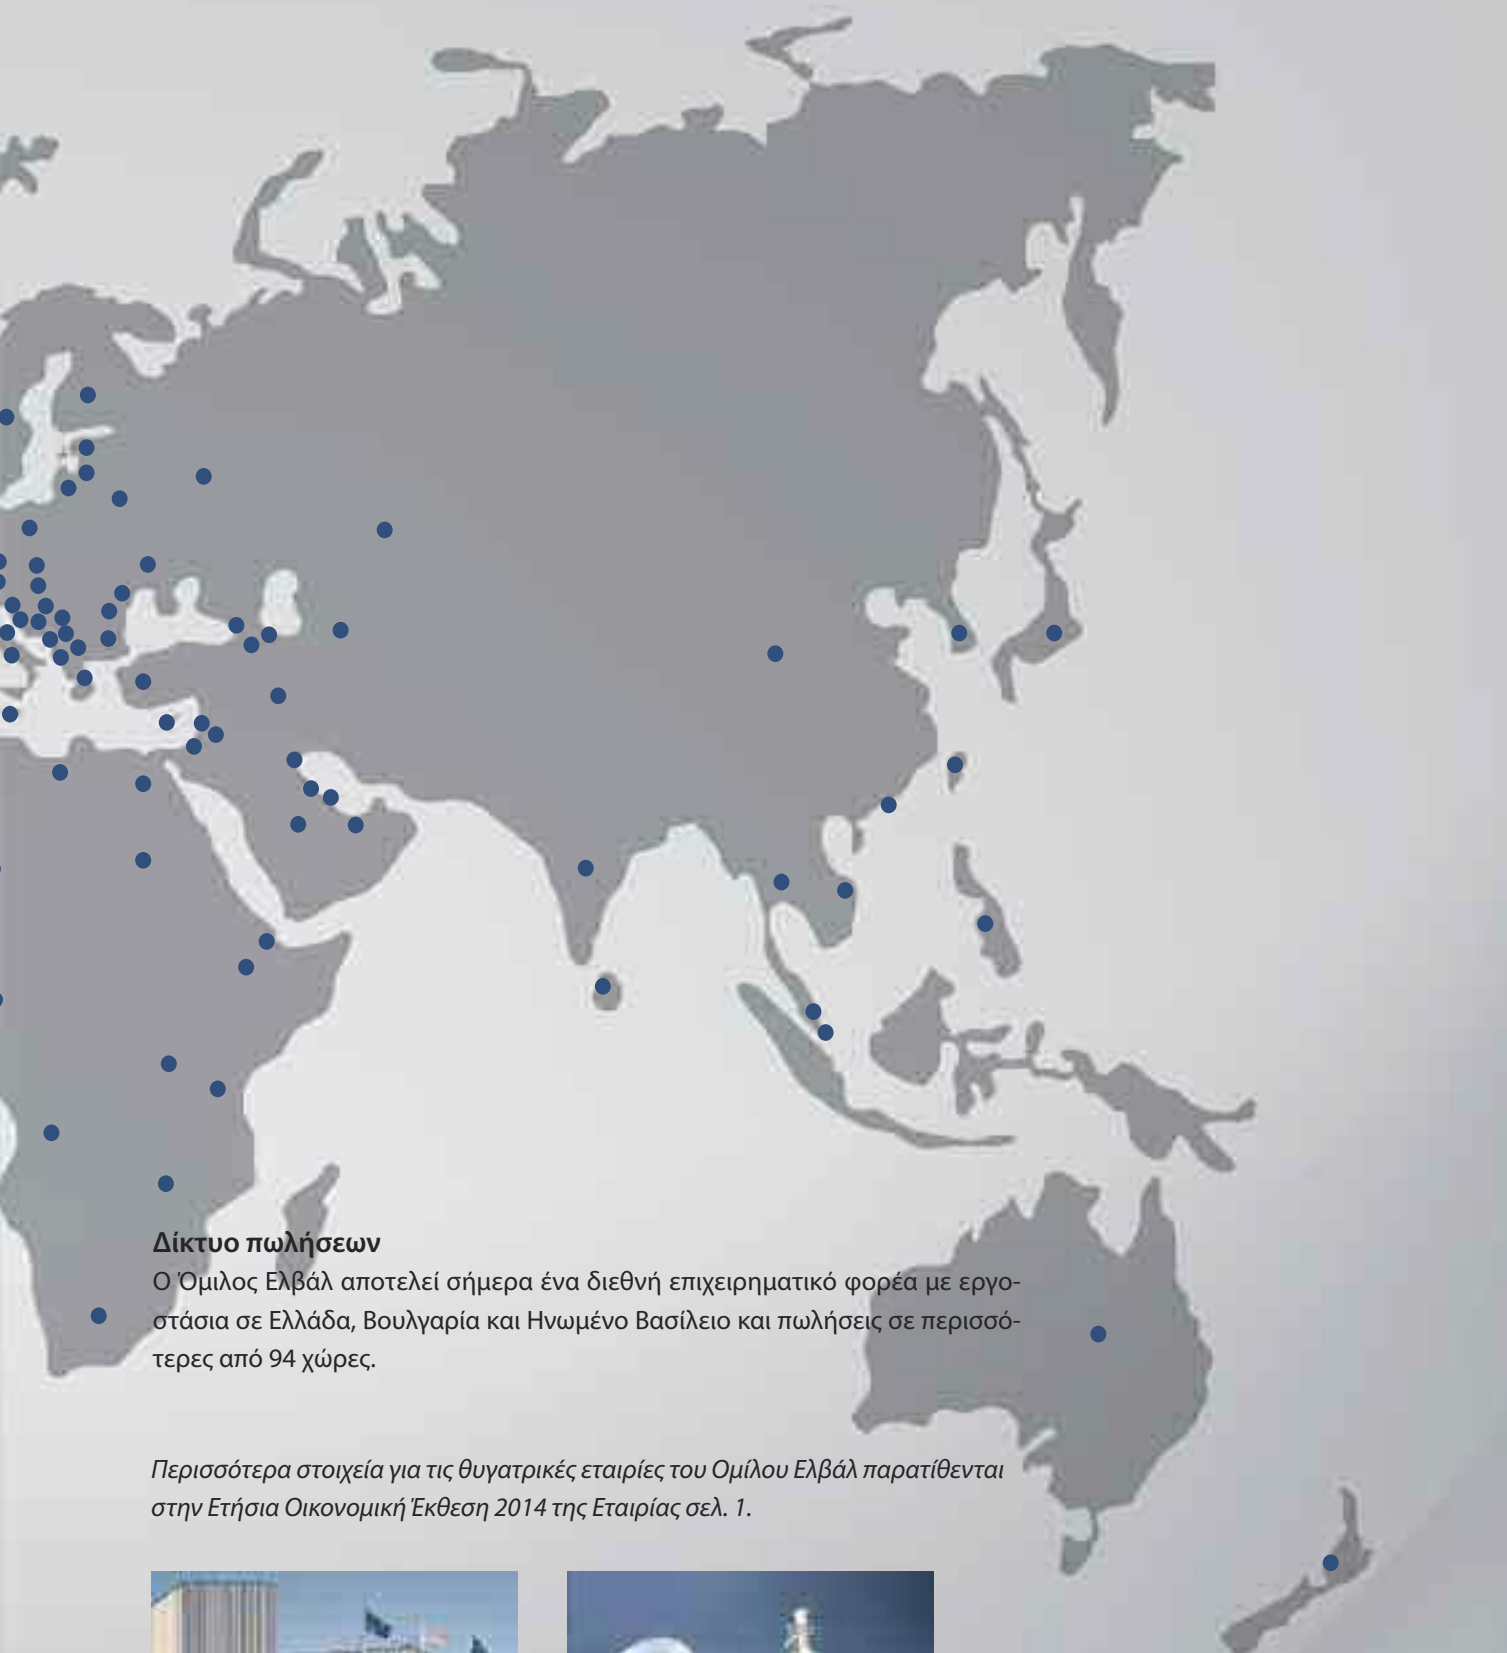 Δίκτυο πωλήσεων
Ο Όμιλος Ελβάλ αποτελεί σήμερα ένα διεθνή επιχειρηματικό φορέα με εργο-
στάσια σε Ελλάδα, Βουλγαρία και Ηνωμένο Βασίλειο και πωλήσεις σε περισσό-
τερες από 94 χώρες.
Περισσότερα στοιχεία για τις θυγατρικές εταιρίες του Ομίλου Ελβάλ παρατίθενται
στην Ετήσια Οικονομική Έκθεση 2014 της Εταιρίας σελ. 1.